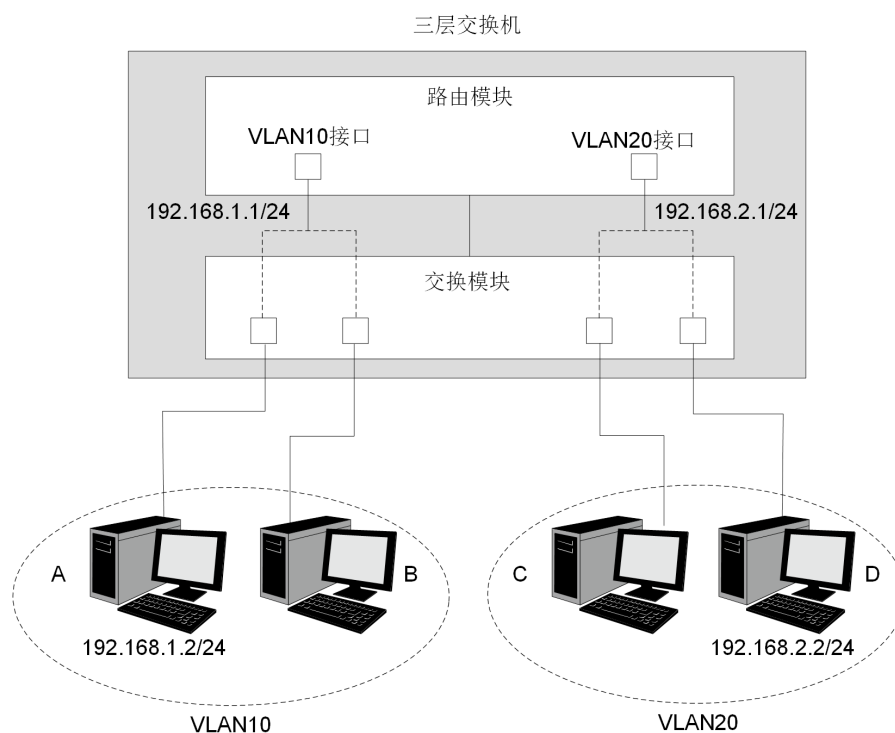 三层交换机
路由模块
VLAN10接口
VLAN20接口
192.168.1.1/24
192.168.2.1/24
交换模块
A
B
C
D
192.168.1.2/24
192.168.2.2/24
VLAN10
VLAN20